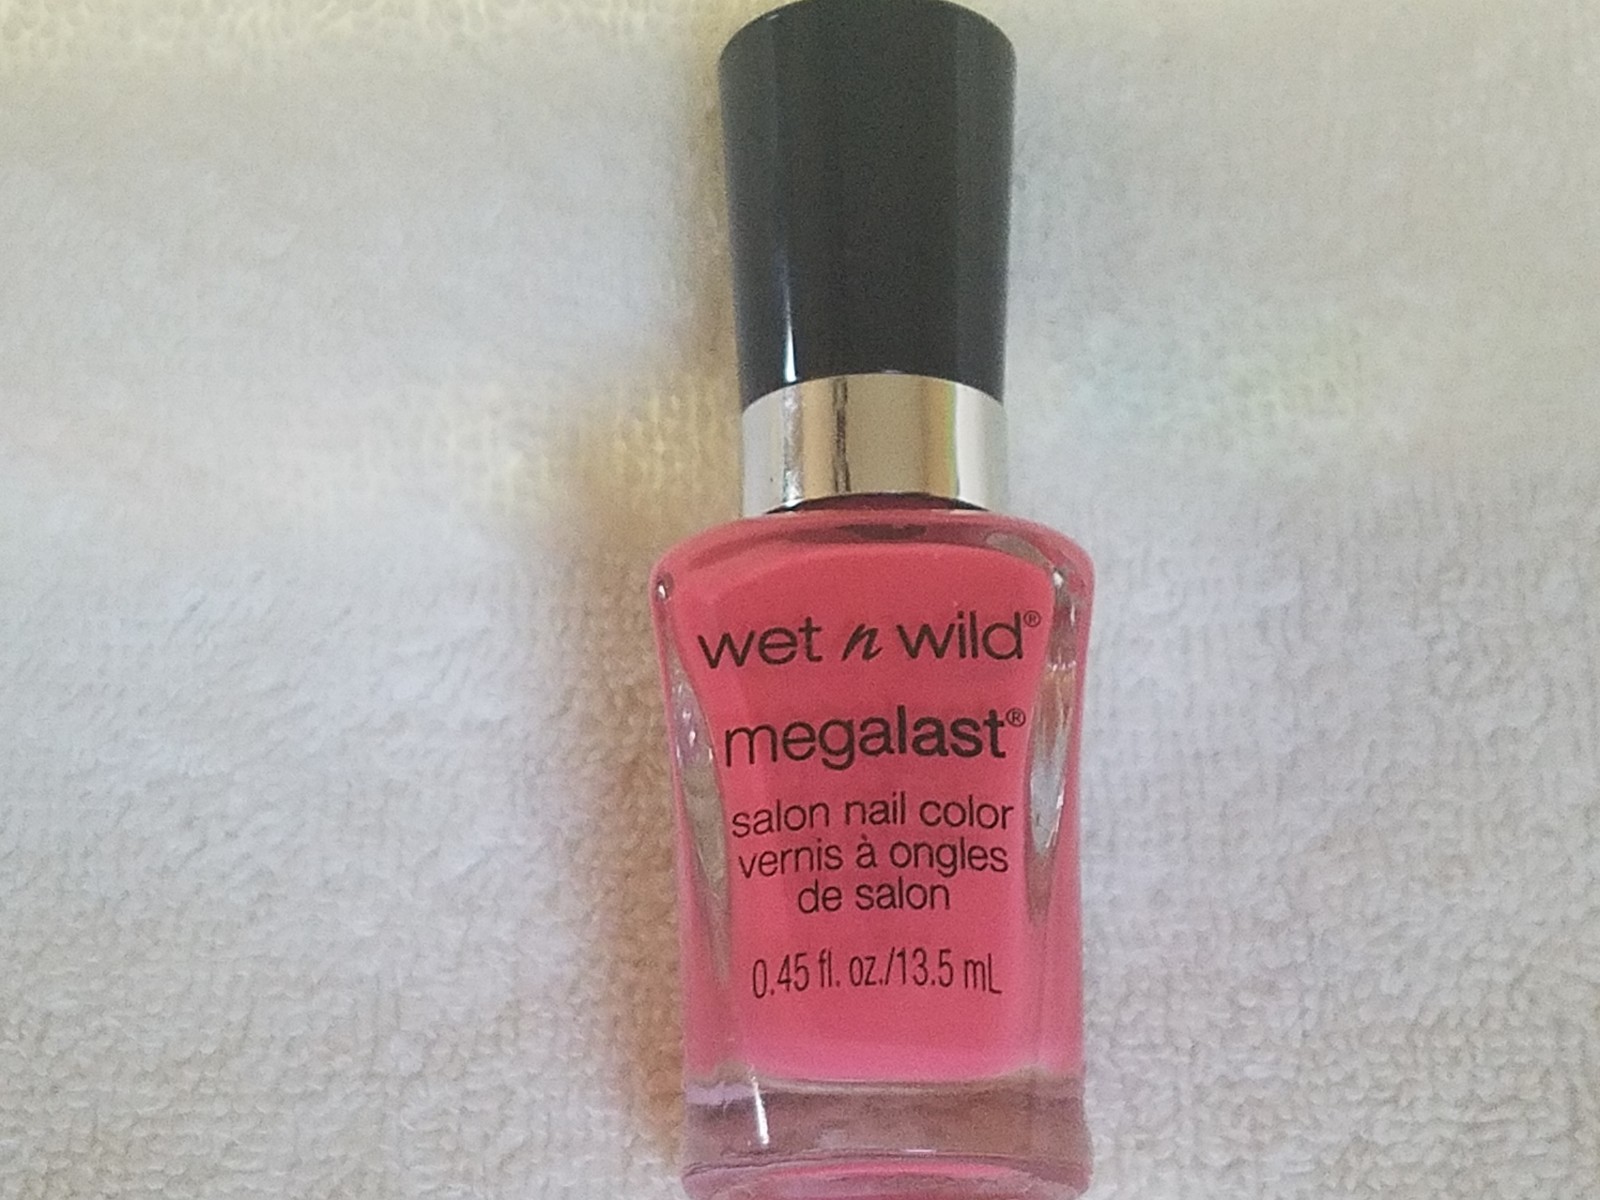 wet n wild®
megalast®
salon nail color
vernis à ongles
de salon
0.45 fl. oz./13.5 mL